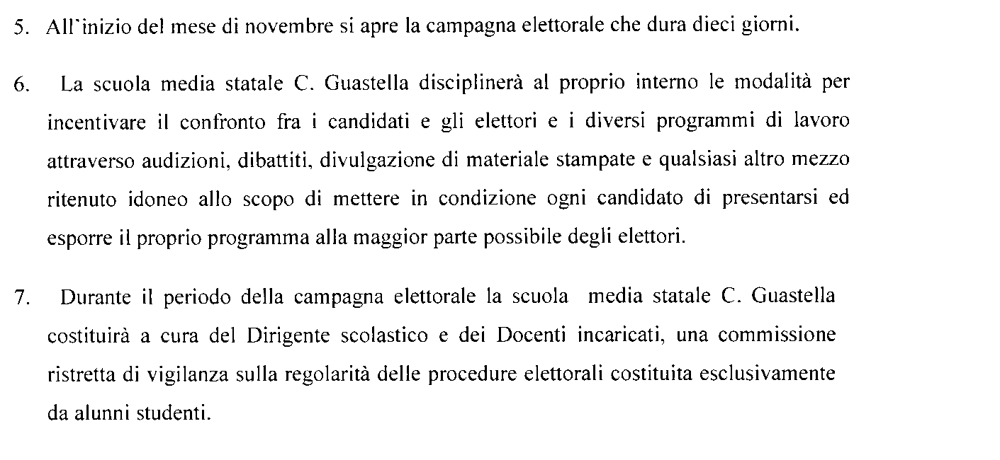 5. All'inizio del mese di novembre si apre la campagna elettorale che dura dieci giorni.
6. La scuola media statale C. Guastella disciplinerà al proprio interno le modalità per
incentivare il confronto fra i candidati e gli elettori e i diversi programmi di lavoro
attraverso audizioni, dibattiti, divulgazione di materiale stampate e qualsiasi altro mezzo
ritenuto idoneo allo scopo di mettere in condizione ogni candidato di presentarsi ed
esporre il proprio programma alla maggior parte possibile degli elettori.
7. Durante il periodo della campagna elettorale la scuola media statale C. Guastella
costituirà a cura del Dirigente scolastico e dei Docenti incaricati, una commissione
ristretta di vigilanza sulla regolarità delle procedure elettorali costituita esclusivamente
da alunni studenti.